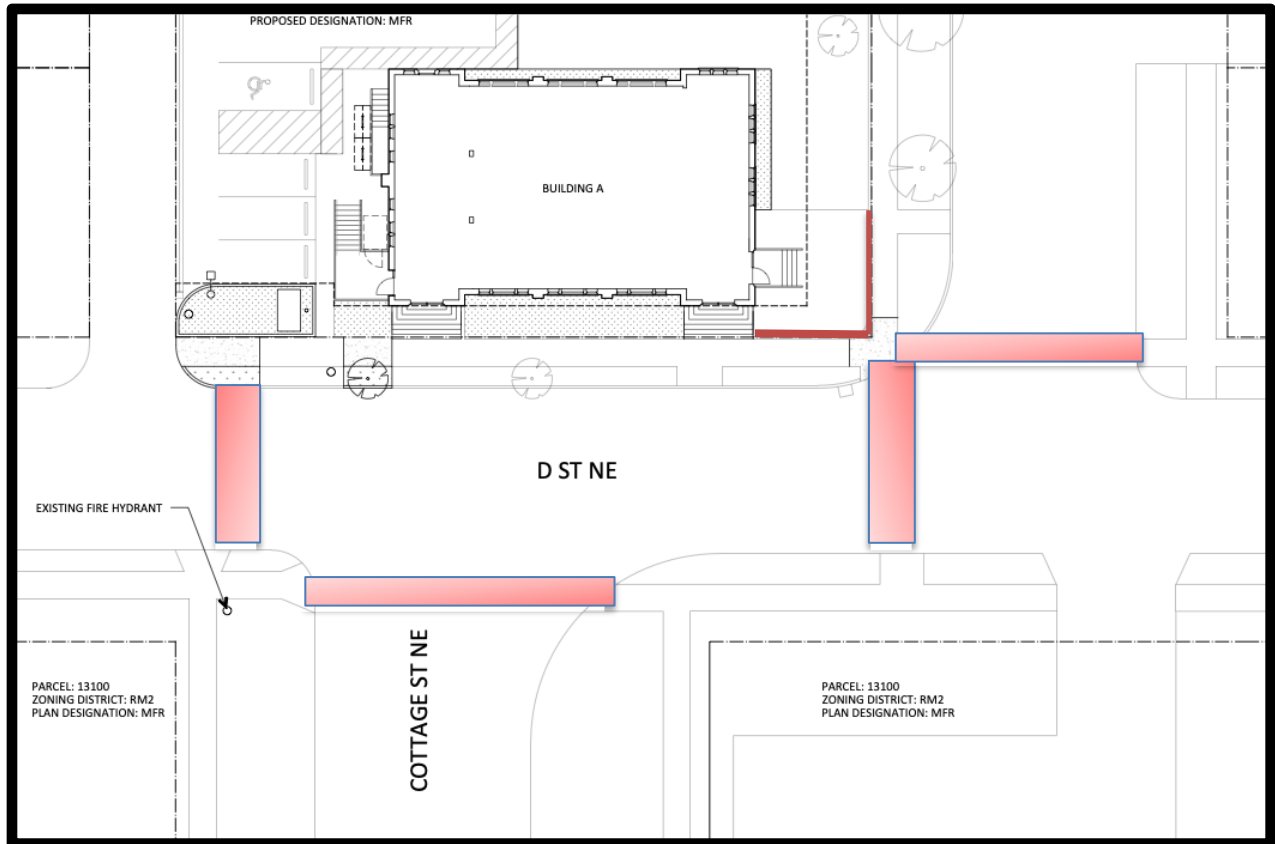 PROPOSED DESIGNATION: MFR
BUILDING A
D ST NE
EXISTING FIRE HYDRANT
COTTAGE ST NE
PARCEL: 13100
ZONING DISTRICT: RM2
PLAN DESIGNATION: MFR
PARCEL: 13100
ZONING DISTRICT: RM2
PLAN DESIGNATION: MFR